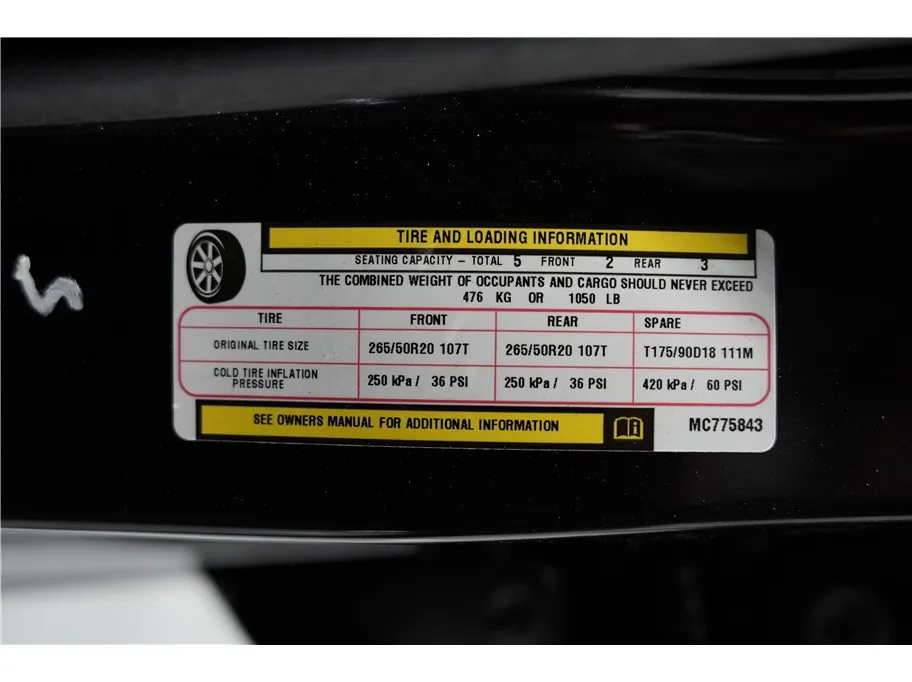 TIRE AND LOADING INFORMATION
SEATING CAPACITY – TOTAL 5 FRONT 2 REAR 3
THE COMBINED WEIGHT OF OCCUPANTS AND CARGO SHOULD NEVER EXCEED
476 KG OR 1050 LB
TIRE FRONT REAR SPARE
ORIGINAL TIRE SIZE 265/50R20 107T 265/50R20 107T T175/90D18 111M
COLD TIRE INFLATION
PRESSURE 250 kPa / 36 PSI 250 kPa / 36 PSI 420 kPa / 60 PSI
SEE OWNERS MANUAL FOR ADDITIONAL INFORMATION
MC775843